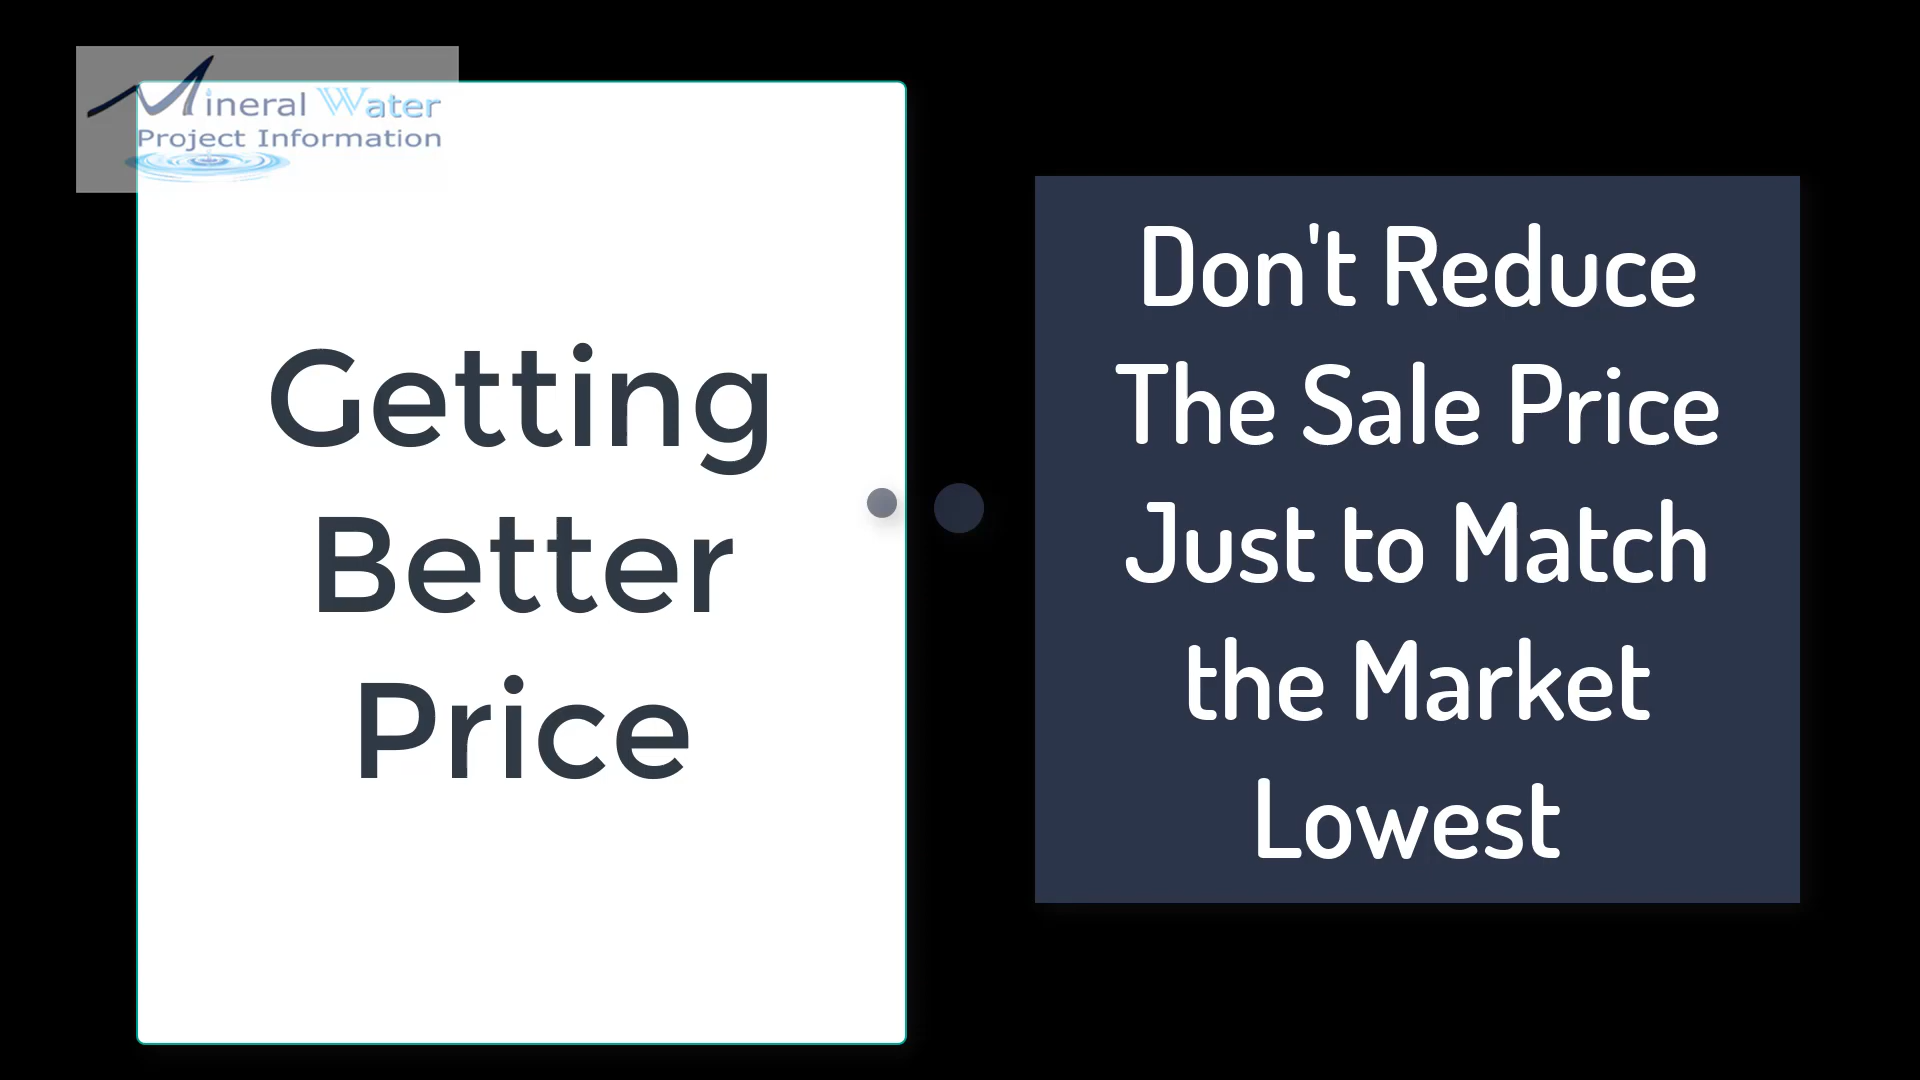 Mineral Water
Project Information
Getting
Better
Price
Don't Reduce
The Sale Price
Just to Match
the Market
Lowest